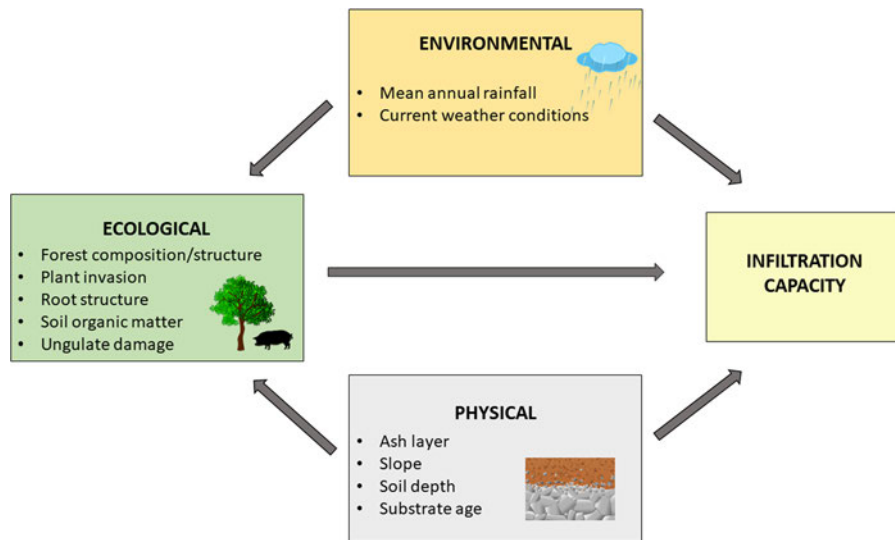 ENVIRONMENTAL
• Mean annual rainfall
• Current weather conditions
ECOLOGICAL
• Forest composition/structure
• Plant invasion
• Root structure
• Soil organic matter
• Ungulate damage
INFILTRATION
CAPACITY
PHYSICAL
• Ash layer
• Slope
• Soil depth
• Substrate age